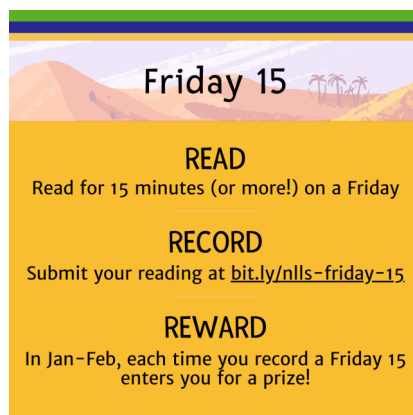 Friday 15
READ
Read for 15 minutes (or more!) on a Friday
RECORD
Submit your reading at bit.ly/nlls-friday-15
REWARD
In Jan-Feb, each time you record a Friday 15
enters you for a prize!